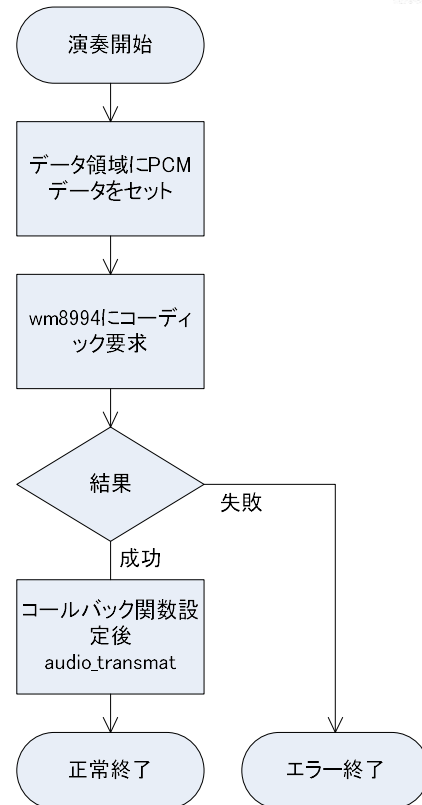 演奏開始
データ領域にPCM
データをセット
wm8994にコーディ
ック要求
結果
失敗
成功
コールバック関数設
定後
audio_transmat
正常終了
エラー終了